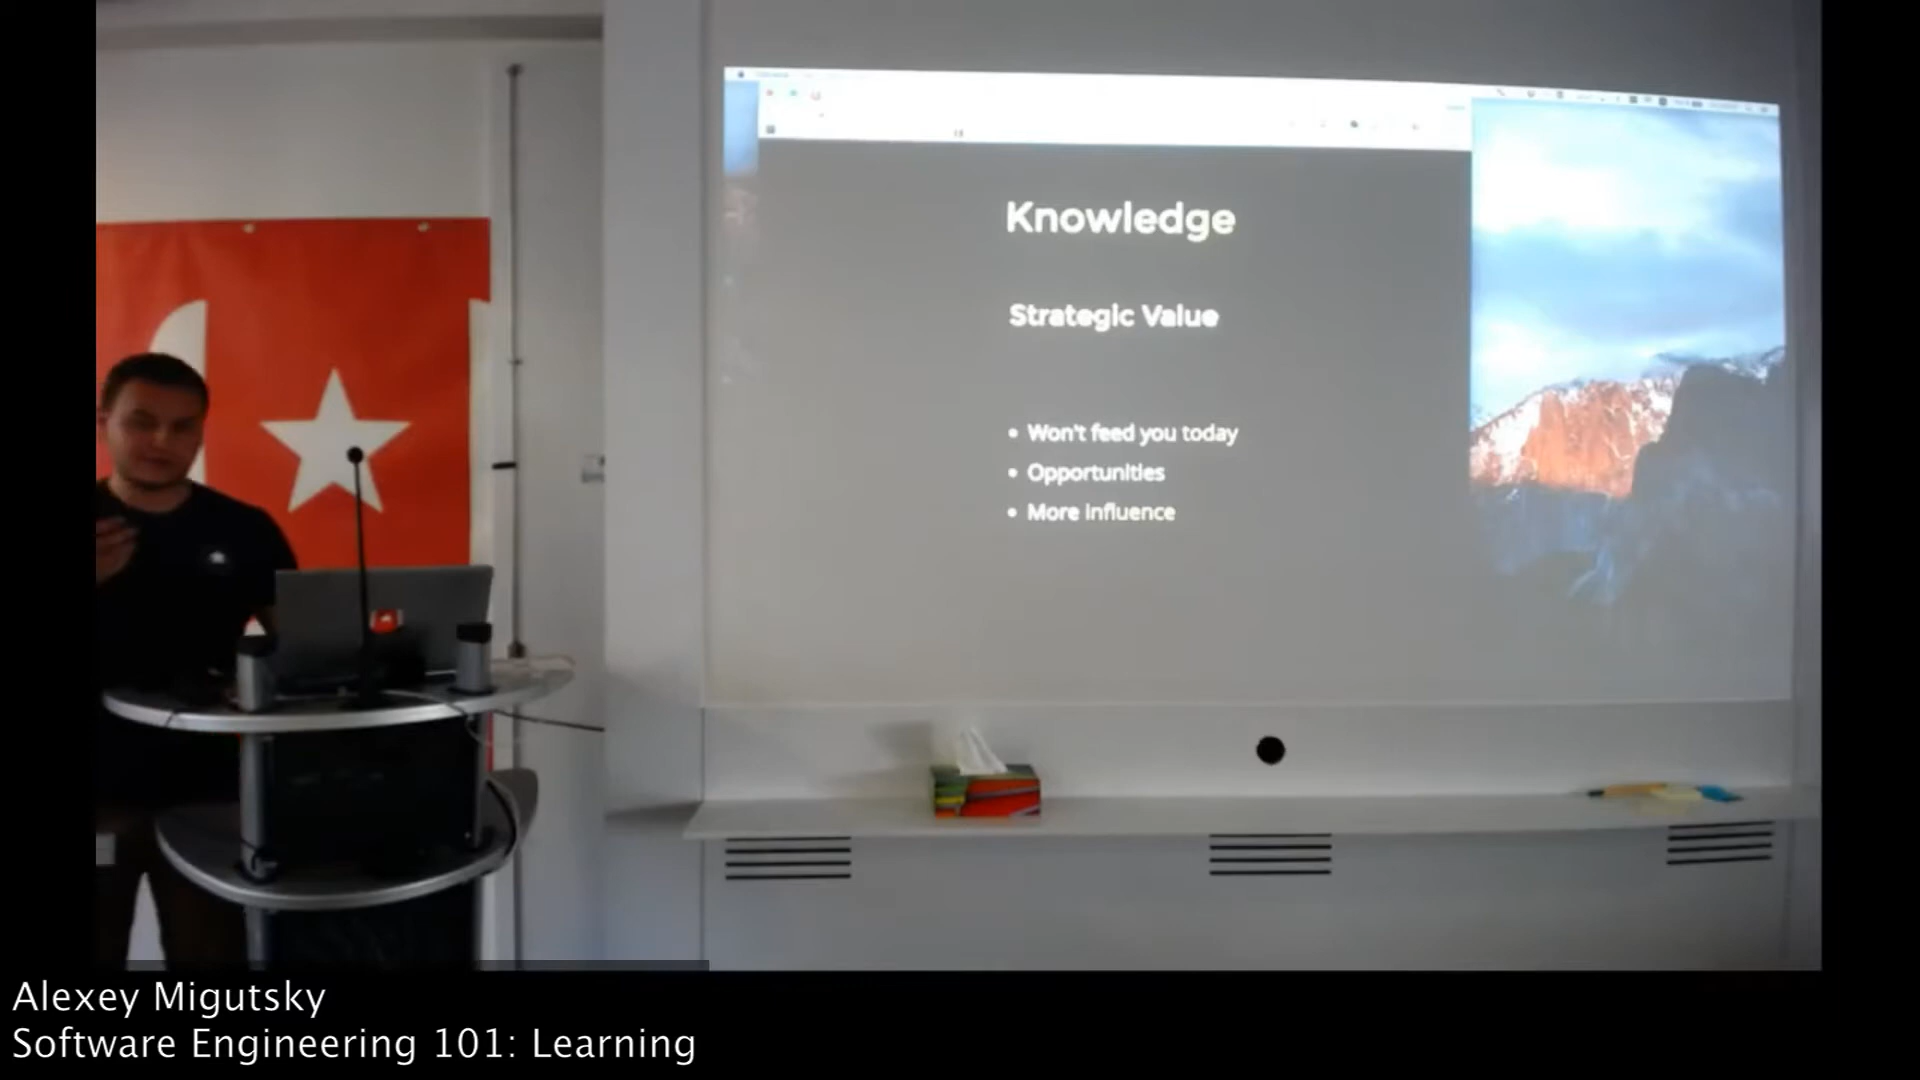 Knowledge
Strategic Value
• Won't feed you today
• Opportunities
• More influence
Alexey Migutsky
Software Engineering 101: Learning